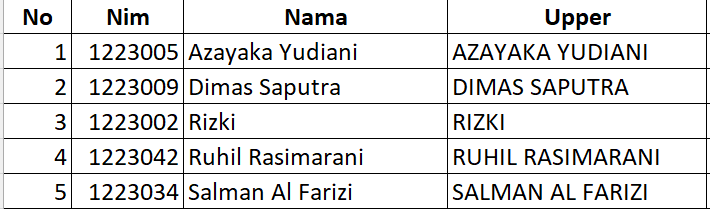 No Nim Nama Upper
1 1223005 Azayaka Yudiani AZAYAKA YUDIANI
2 1223009 Dimas Saputra DIMAS SAPUTRA
3 1223002 Rizki RIZKI
4 1223042 Ruhil Rasimarani RUHIL RASIMARANI
5 1223034 Salman Al Farizi SALMAN AL FARIZI